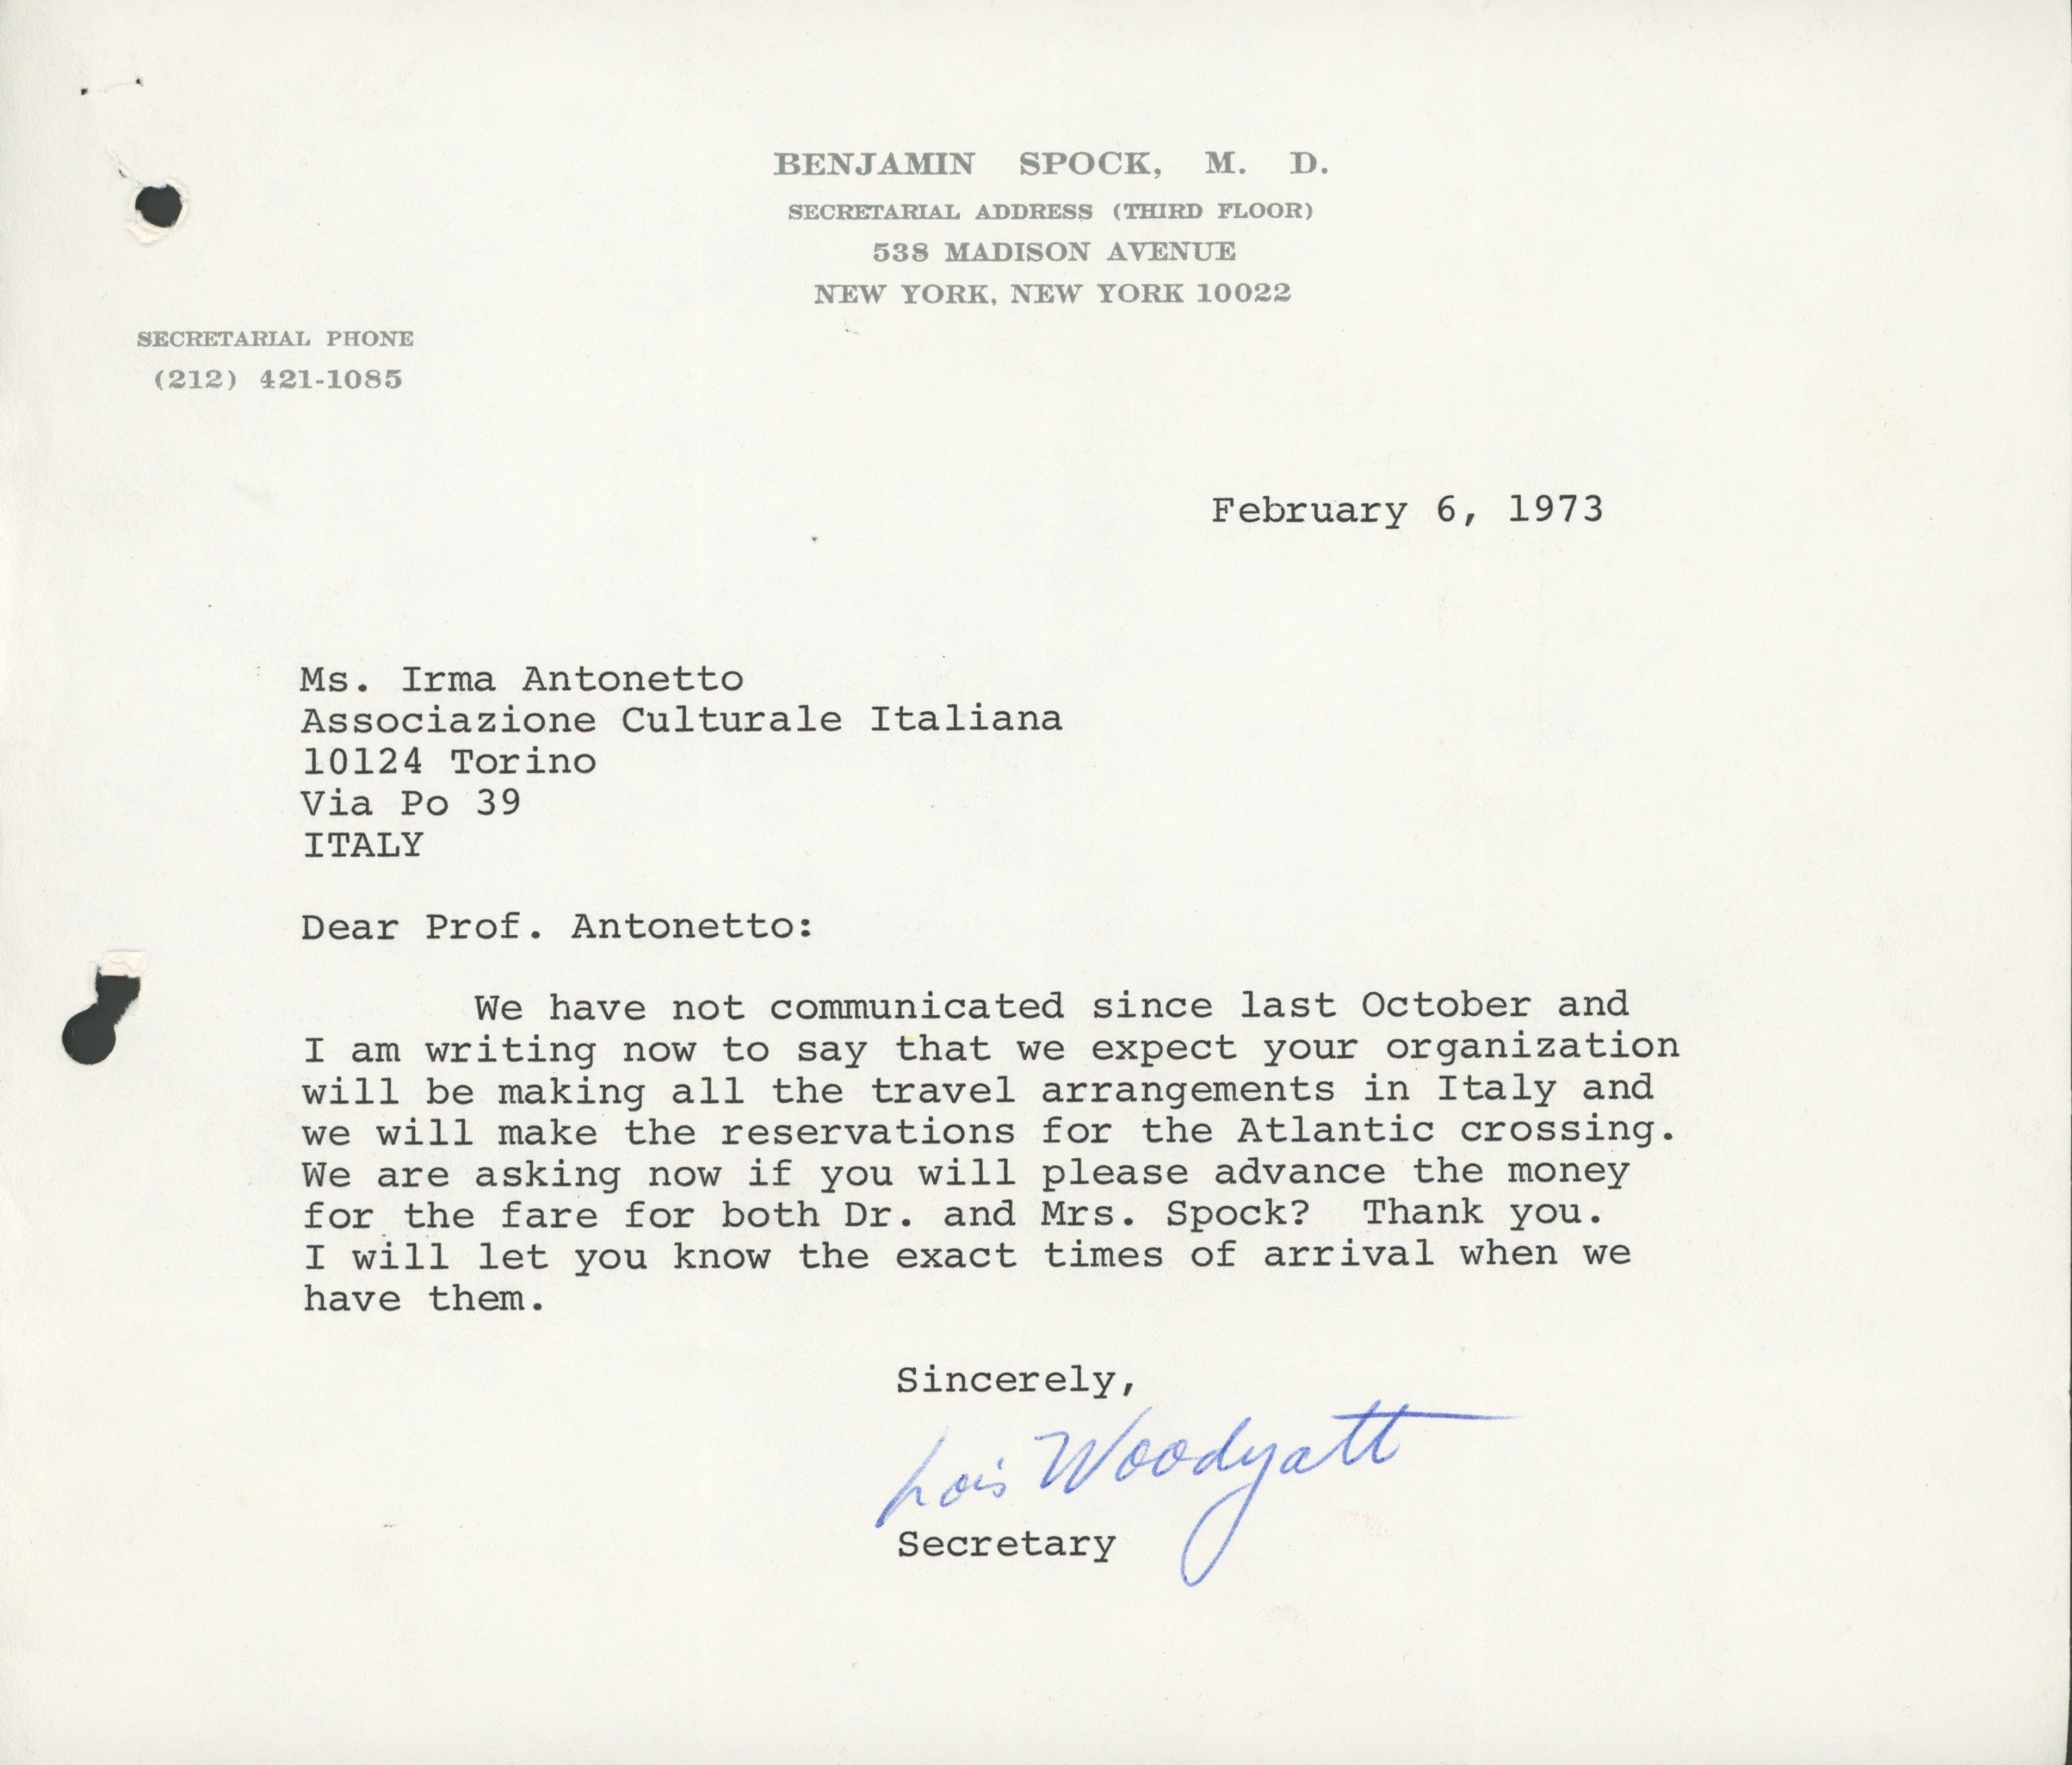 BENJAMIN SPOCK, M. D.
SECRETARIAL ADDRESS (THIRD FLOOR)
538 MADISON AVENUE
NEW YORK, NEW YORK 10022
SECRETARIAL PHONE
(212) 421-1085
February 6, 1973
Ms. Irma Antonetto
Associazione Culturale Italiana
10124 Torino
Via Po 39
ITALY
Dear Prof. Antonetto:
We have not communicated since last October and
I am writing now to say that we expect your organization
will be making all the travel arrangements in Italy and
we will make the reservations for the Atlantic crossing.
We are asking now if you will please advance the money
for the fare for both Dr. and Mrs. Spock? Thank you.
I will let you know the exact times of arrival when we
have them.
Sincerely,
Lois Woodyatt
Secretary